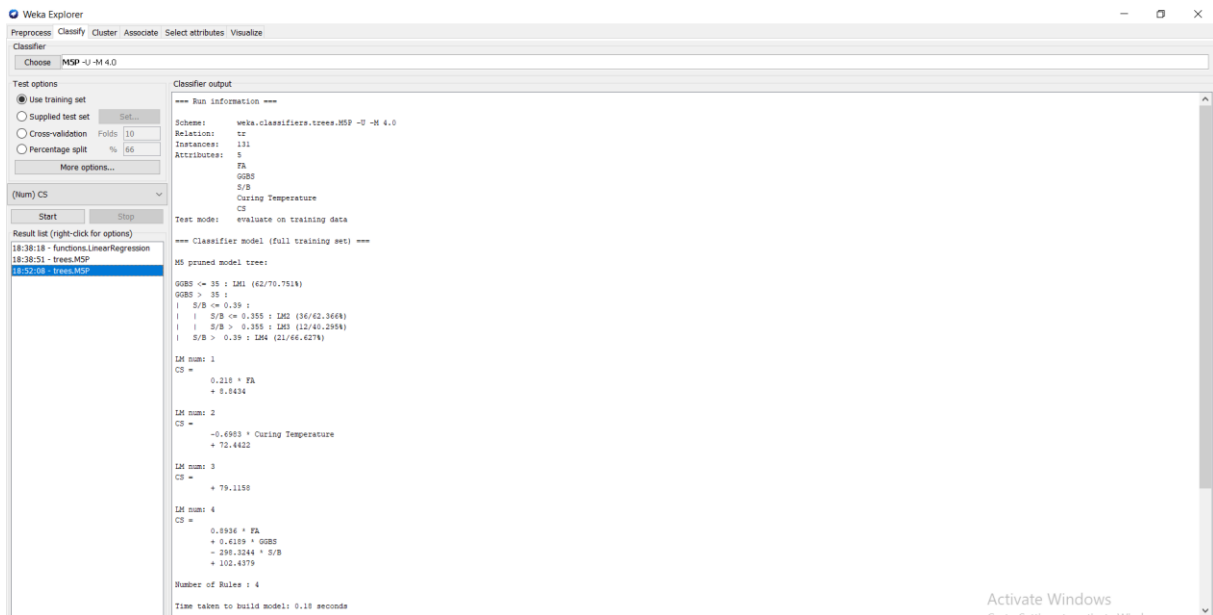 Weka Explorer
Preprocess Classify Cluster Associate Select attributes Visualize
Classifier
Choose M5P -U -M 4.0
Test options
Use training set
Supplied test set Set...
Cross-validation Folds 10
Percentage split % 66
More options...
(Num) CS
Start Stop
Result list (right-click for options)
18:38:18 - functions.LinearRegression
18:38:51 - trees.M5P
18:52:08 - trees.M5P
Classifier output
=== Run information ===
Scheme: weka.classifiers.trees.M5P -U -M 4.0
Relation: tr
Instances: 131
Attributes: 5
FA
GGBS
S/B
Curing Temperature
CS
Test mode: evaluate on training data
=== Classifier model (full training set) ===
M5 pruned model tree:
GGBS <= 35 : LM1 (62/70.751%)
GGBS > 35 :
| S/B <= 0.39 :
| | S/B <= 0.355 : LM2 (36/62.366%)
| | S/B > 0.355 : LM3 (12/40.295%)
| S/B > 0.39 : LM4 (21/66.627%)
LM num: 1
CS =
0.218 * FA
+ 8.8434
LM num: 2
CS =
-0.6983 * Curing Temperature
+ 72.4422
LM num: 3
CS =
+ 79.1158
LM num: 4
CS =
0.8936 * FA
+ 0.6189 * GGBS
- 298.3244 * S/B
+ 102.4379
Number of Rules : 4
Time taken to build model: 0.18 seconds
Activate Windows